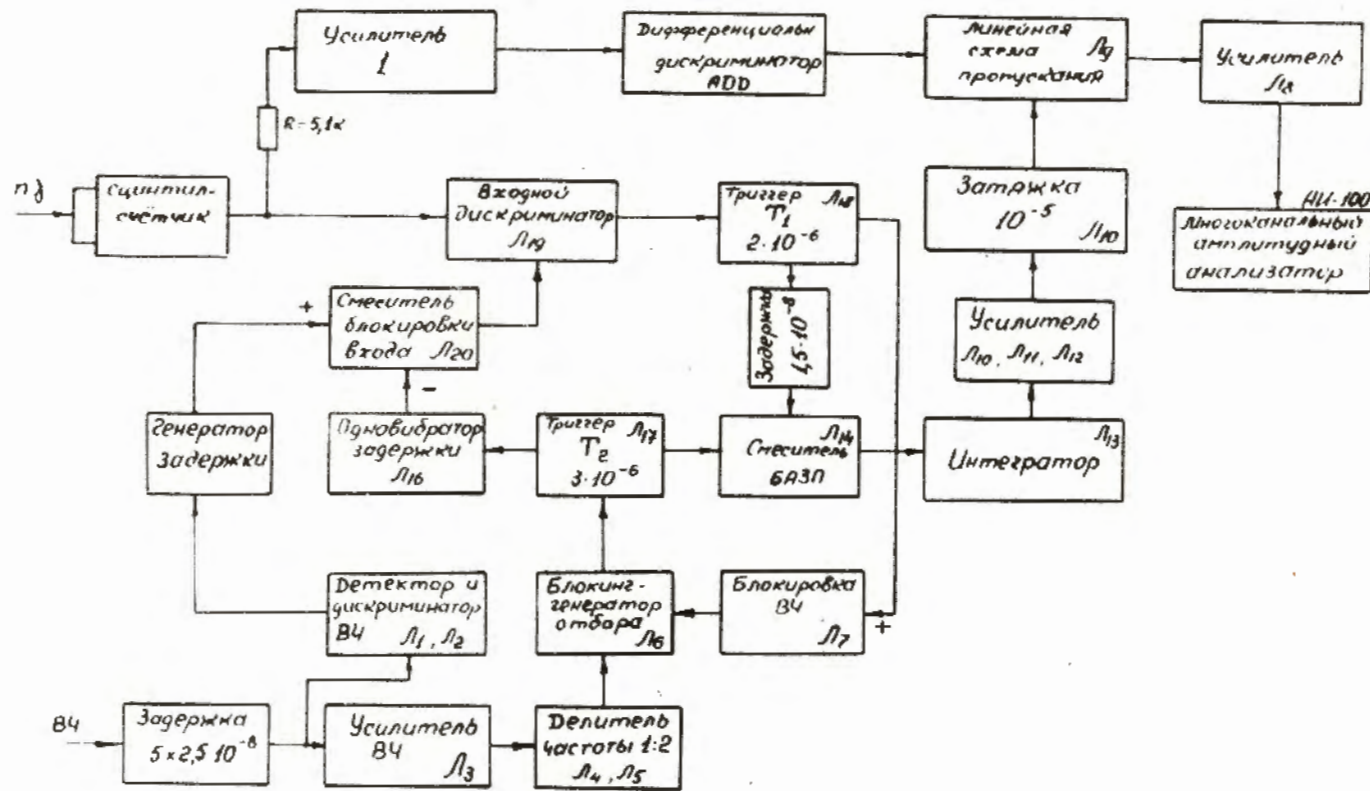 Усилитель
1
Дифференциальн
дискриминатор
ADD
Линейная
схема
пропускания
Л9
Усилитель
Л8
R=5,1к
nγ
Сцинтил-
счётчик
Входной
дискриминатор
Л19
Триггер
Л18
T1
2·10⁻⁶
Затяжка
10⁻⁵
Л10
АИ-100
Многоканальный
амплитудный
анализатор
+
Смеситель
блокировки
входа Л20
Задержка
1,5·10⁻⁸
Усилитель
Л10, Л11, Л12
-
Генератор
задержки
Одновибратор
задержки
Л16
Триггер
Л17
T2
3·10⁻⁶
Л14
Смеситель
БАЗП
Л13
Интегратор
Детектор и
дискриминатор
ВЧ Л1, Л2
Блокинг-
генератор
отбора
Л6
Блокировка
ВЧ
Л7
+
ВЧ
Задержка
5×2,5 10⁻⁸
Усилитель
ВЧ
Л3
Делитель
частоты 1:2
Л4, Л5